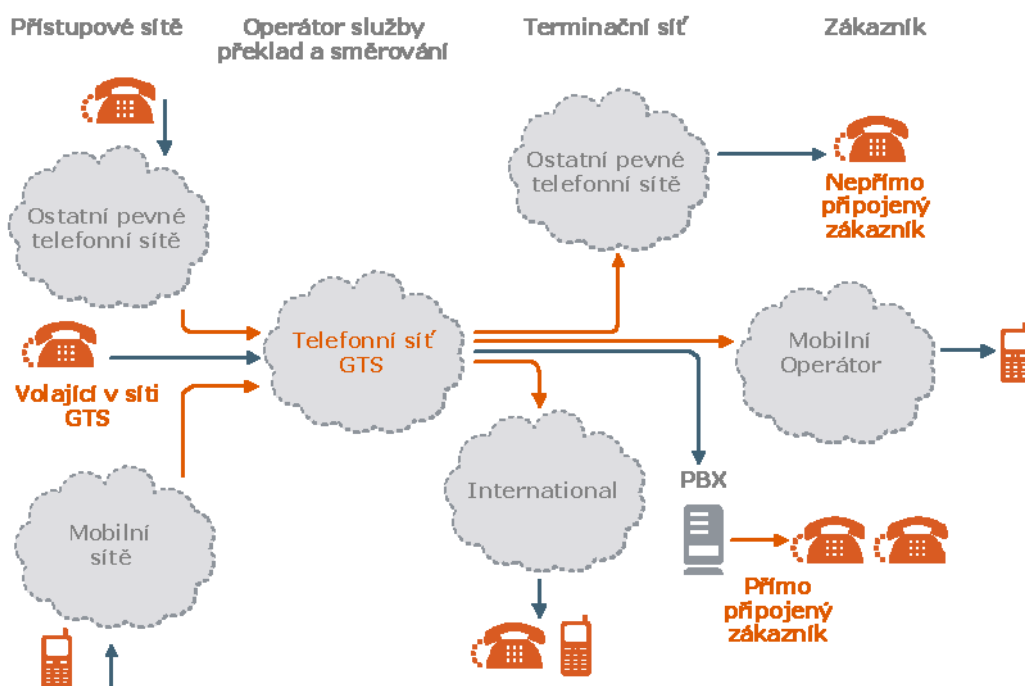 Přístupové sítě
Operátor služby
překlad a směrování
Terminační síť
Zákazník
Ostatní pevné
telefonní sítě
Volající v síti
GTS
Mobilní
sítě
Telefonní síť
GTS
Ostatní pevné
telefonní sítě
Nepřímo
připojený
zákazník
Mobilní
Operátor
International
PBX
Přímo
připojený
zákazník